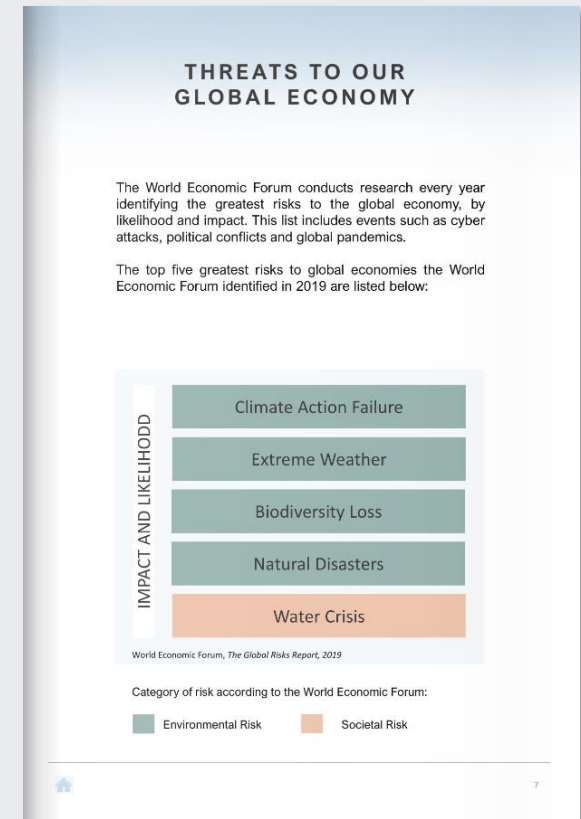 THREATS TO OUR
GLOBAL ECONOMY
The World Economic Forum conducts research every year
identifying the greatest risks to the global economy, by
likelihood and impact. This list includes events such as cyber
attacks, political conflicts and global pandemics.
The top five greatest risks to global economies the World
Economic Forum identified in 2019 are listed below:
IMPACT AND LIKELIHODD
Climate Action Failure
Extreme Weather
Biodiversity Loss
Natural Disasters
Water Crisis
World Economic Forum, The Global Risks Report, 2019
Category of risk according to the World Economic Forum:
Environmental Risk
Societal Risk
7